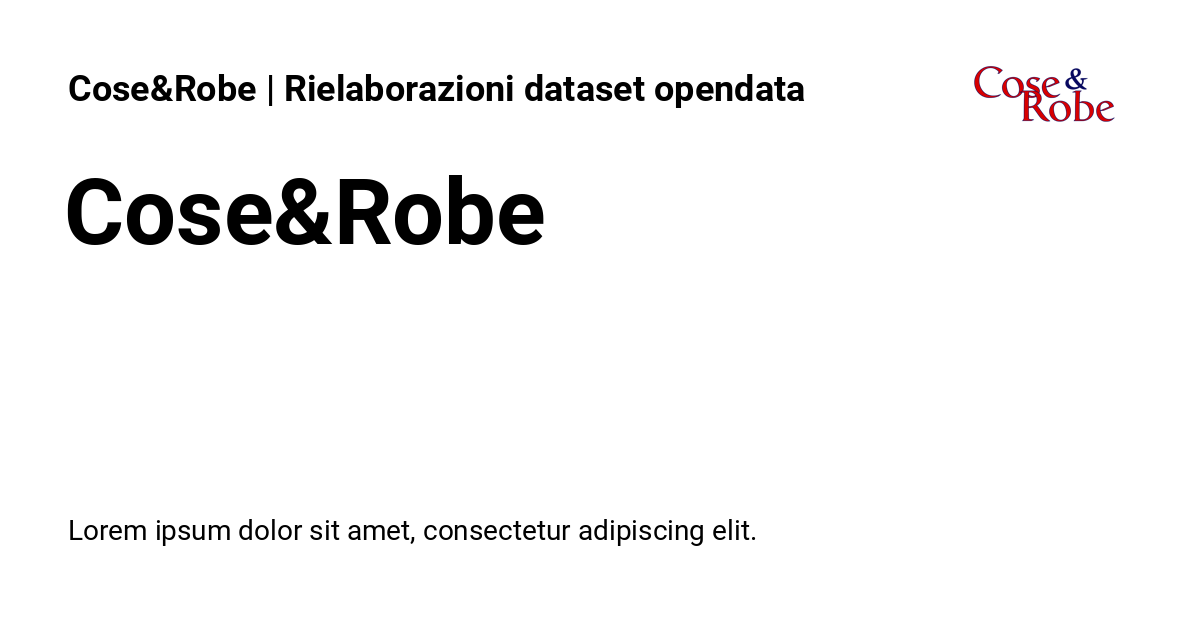 Cose&Robe | Rielaborazioni dataset opendata
Cose &
Robe
Cose&Robe
Lorem ipsum dolor sit amet, consectetur adipiscing elit.